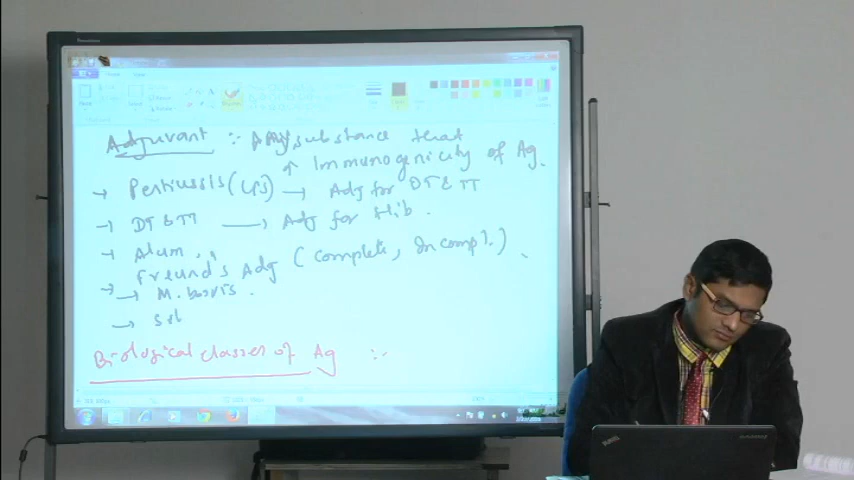 Adjuvant :- Any substance that
↑ Immunogenicity of Ag.
→ Pertussis (LPS) → Adj for DT & TT
→ DT & TT → Adj for Hib.
→ Alum.
→ Freund's Adj (complete, Incompl.)
→ M. bovis.
→ Sil
Biological classes of Ag :-